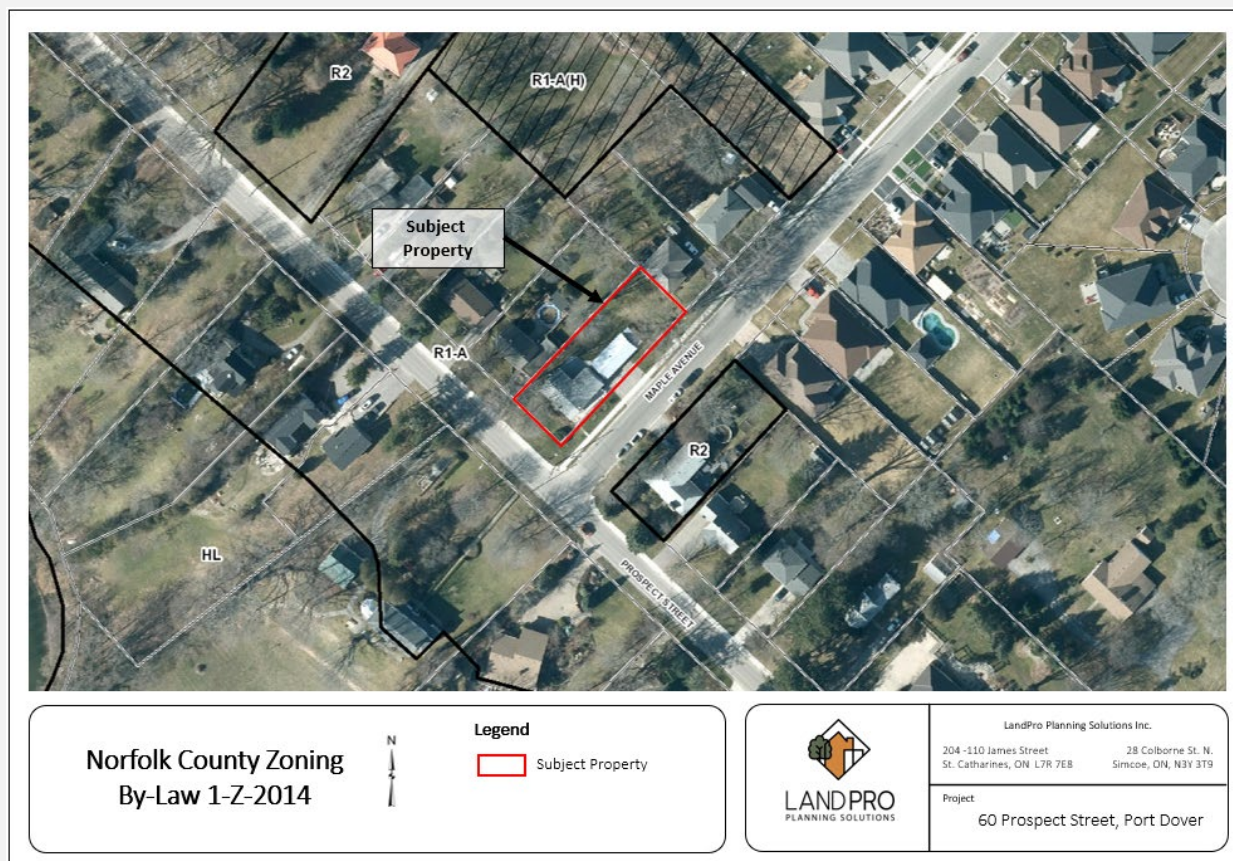 R2
R1-A(H)
Subject
Property
R1-A
MAPLE AVENUE
R2
HL
PROSPECT STREET
Norfolk County Zoning
By-Law 1-Z-2014
N
Legend
Subject Property
LANDPRO
PLANNING SOLUTIONS
LandPro Planning Solutions Inc.
204 -110 James Street
St. Catharines, ON L7R 7E8
28 Colborne St. N.
Simcoe, ON, N3Y 3T9
Project
60 Prospect Street, Port Dover